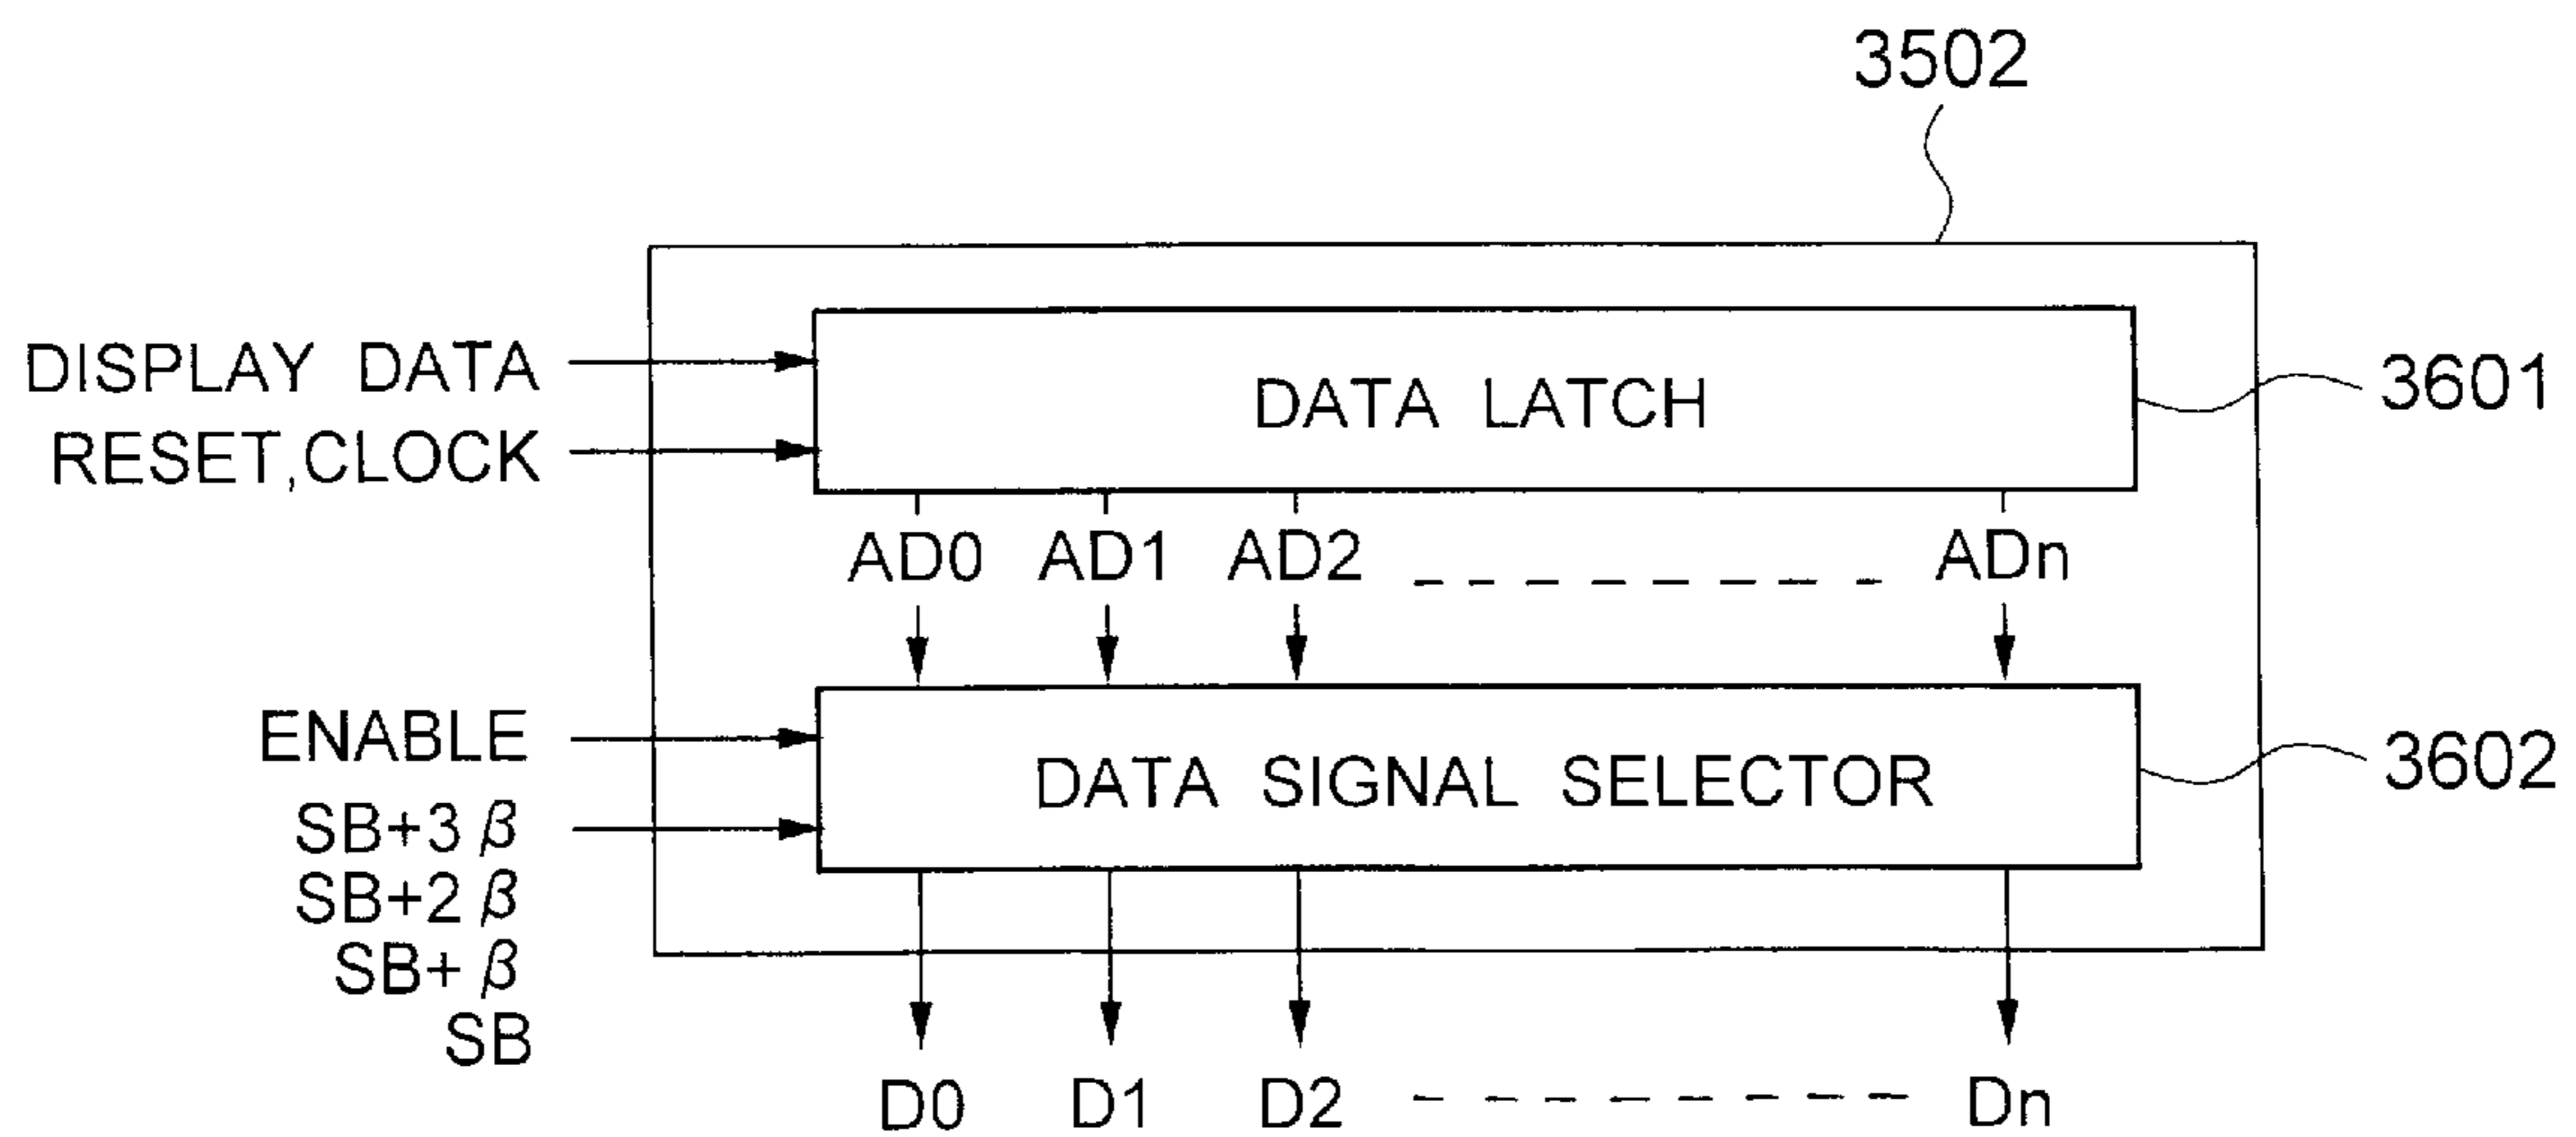 3502
DISPLAY DATA
DATA LATCH
3601
RESET,CLOCK
AD0 AD1 AD2 ADn
ENABLE
DATA SIGNAL SELECTOR
3602
SB+3β
SB+2β
SB+β
SB
D0 D1 D2 Dn